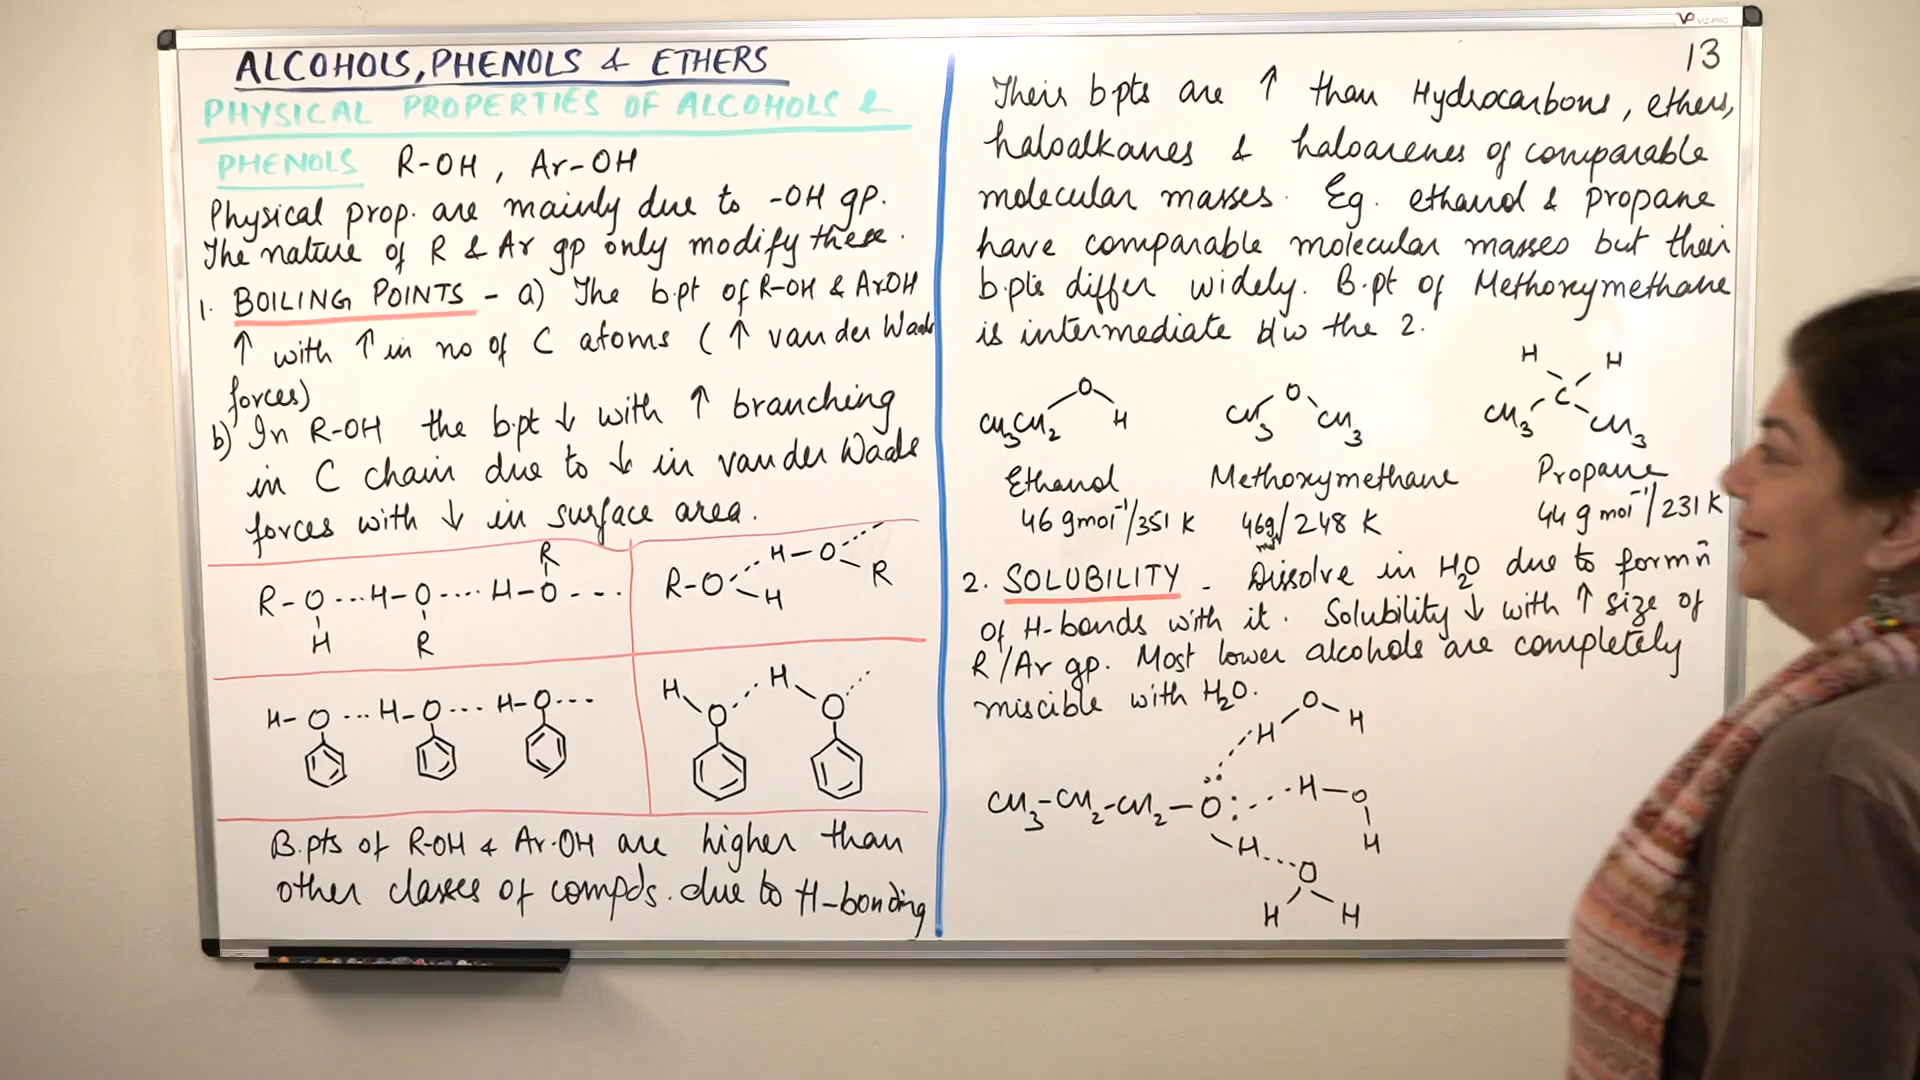 VIZ-PRO
ALCOHOLS, PHENOLS & ETHERS
PHYSICAL PROPERTIES OF ALCOHOLS &
PHENOLS R-OH , Ar-OH
Physical prop. are mainly due to -OH gp.
The nature of R & Ar gp only modify these.
1. BOILING POINTS - a) The b.pt of R-OH & ArOH
↑ with ↑ in no of C atoms ( ↑ van der Waals
forces)
b) In R-OH the b.pt ↓ with ↑ branching
in C chain due to ↓ in van der Waals
forces with ↓ in surface area.
R
R-O---H-O----H-O---
H R
H-O---H-O---H-O---
R-O---H-O---
H R
H H
O--- O---
B.pts of R-OH & Ar-OH are higher than
other classes of compds. due to H-bonding
13
Their b pts are ↑ than Hydrocarbons, ethers,
haloalkanes & haloarenes of comparable
molecular masses. Eg. ethanol & propane
have comparable molecular masses but their
b.pts differ widely. B.pt of Methoxymethane
is intermediate b/w the 2.
O
CH3CH2 H
O
CH3 CH3
H H
C
CH3 CH3
Ethanol Methoxymethane Propane
46 gmol⁻¹/351 K 46g/mol/248 K 44 g mol⁻¹/231 K
2. SOLUBILITY - Dissolve in H2O due to formñ
of H-bonds with it. Solubility ↓ with ↑ size of
R/Ar gp. Most lower alcohols are completely
miscible with H2O.
O
H H
CH3-CH2-CH2-O:---H-O
H---O H
H H